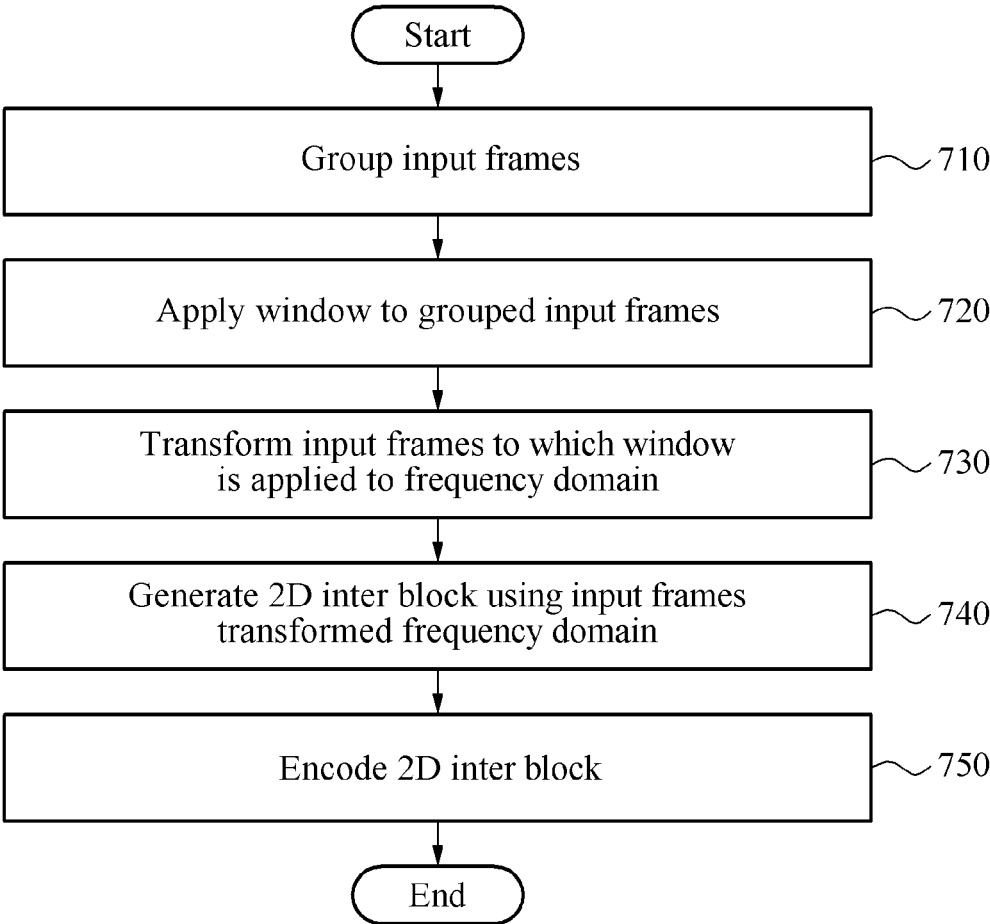 Start
Group input frames
710
Apply window to grouped input frames
720
Transform input frames to which window
is applied to frequency domain
730
Generate 2D inter block using input frames
transformed frequency domain
740
Encode 2D inter block
750
End